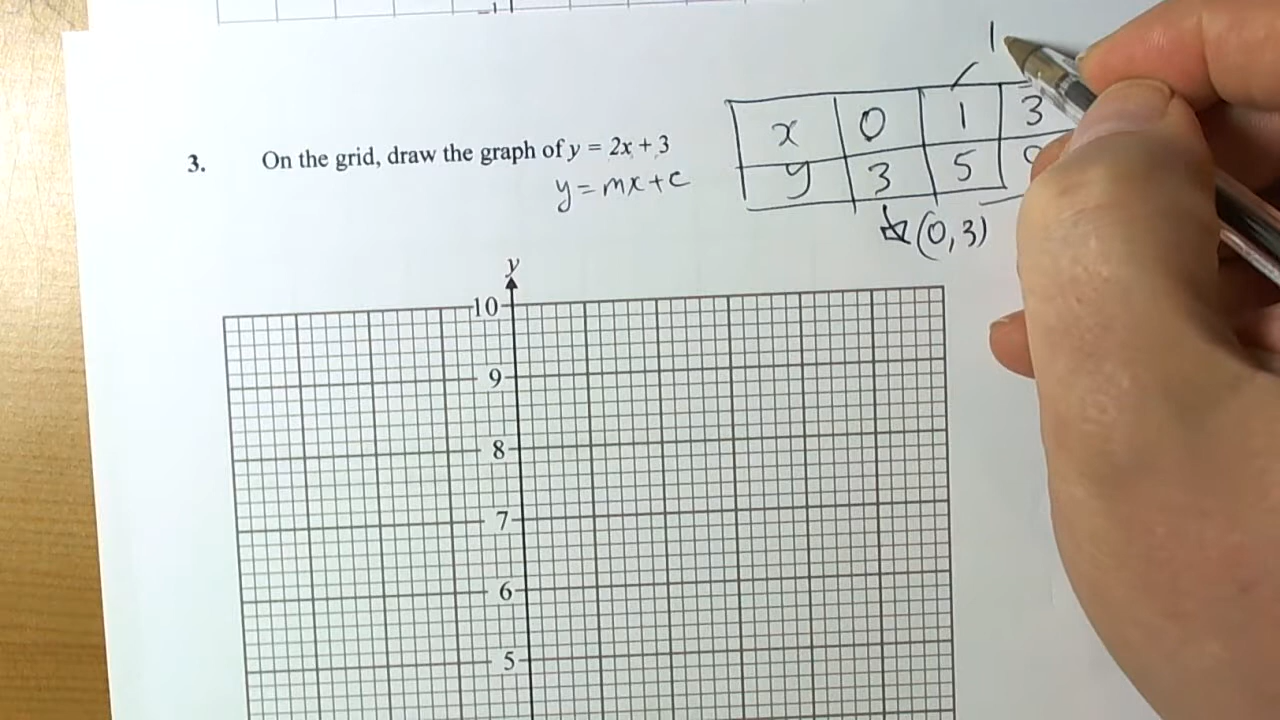 -1
1
x 0 1 3
3. On the grid, draw the graph of y = 2x + 3
y = mx + c
y 3 5
(0, 3)
y
10
9
8
7
6
5